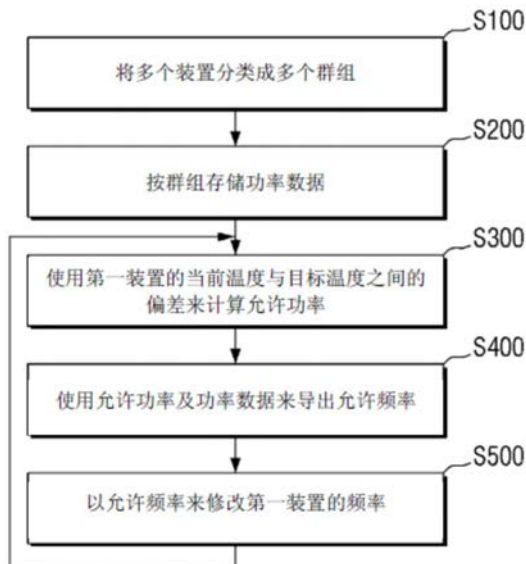 S100
将多个装置分类成多个群组
S200
按群组存储功率数据
S300
使用第一装置的当前温度与目标温度之间的
偏差来计算允许功率
S400
使用允许功率及功率数据来导出允许频率
S500
以允许频率来修改第一装置的频率